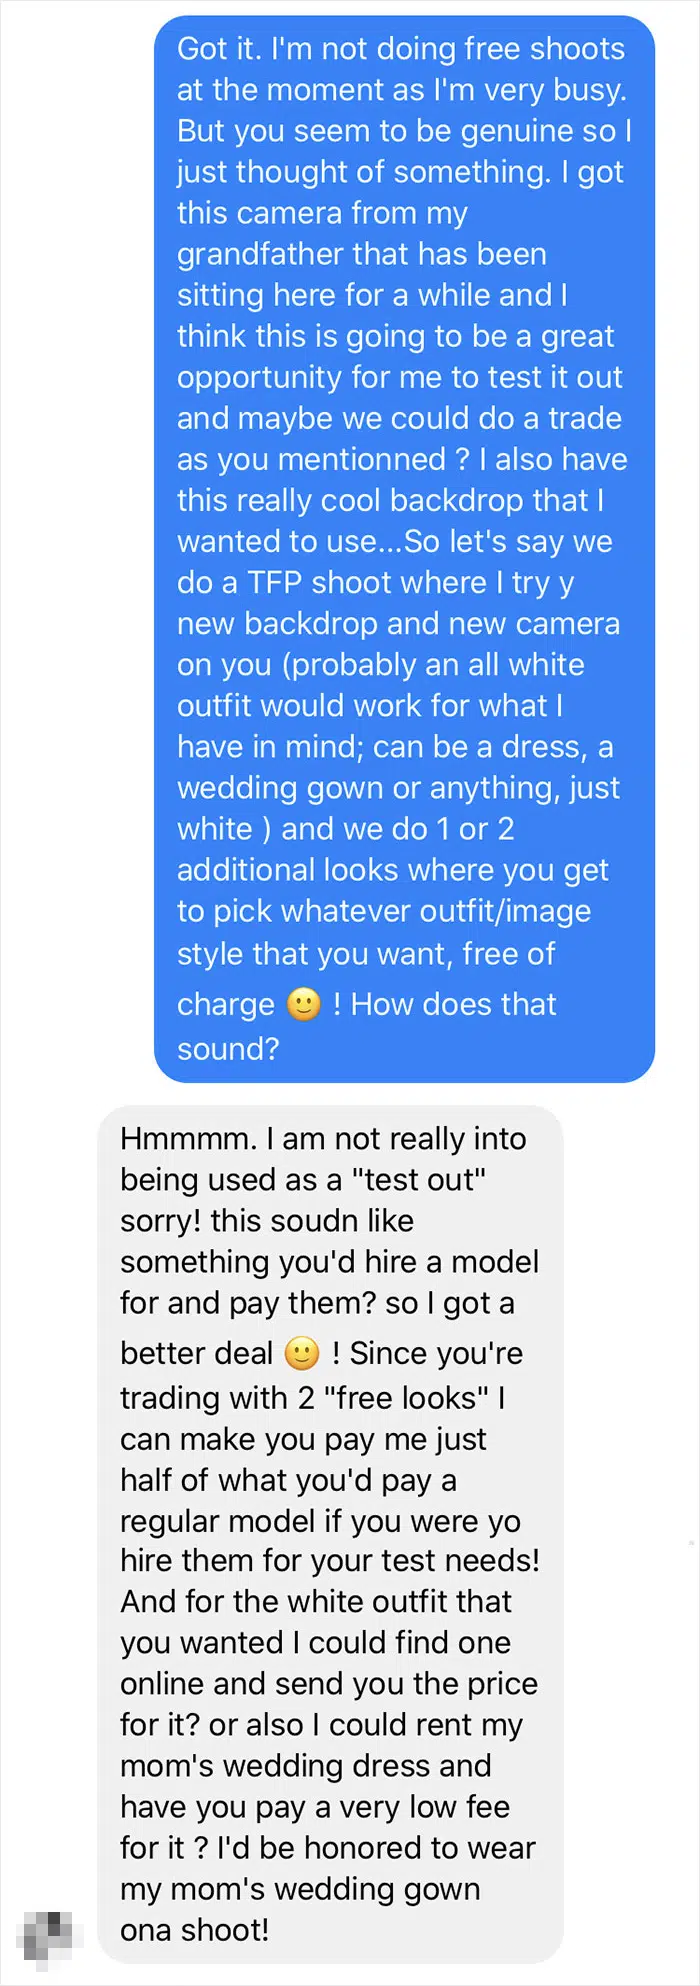 Got it. I'm not doing free shoots
at the moment as I'm very busy.
But you seem to be genuine so I
just thought of something. I got
this camera from my
grandfather that has been
sitting here for a while and I
think this is going to be a great
opportunity for me to test it out
and maybe we could do a trade
as you mentionned ? I also have
this really cool backdrop that I
wanted to use...So let's say we
do a TFP shoot where I try y
new backdrop and new camera
on you (probably an all white
outfit would work for what I
have in mind; can be a dress, a
wedding gown or anything, just
white ) and we do 1 or 2
additional looks where you get
to pick whatever outfit/image
style that you want, free of
charge 🙂 ! How does that
sound?
Hmmmm. I am not really into
being used as a "test out"
sorry! this soudn like
something you'd hire a model
for and pay them? so I got a
better deal 🙂 ! Since you're
trading with 2 "free looks" I
can make you pay me just
half of what you'd pay a
regular model if you were yo
hire them for your test needs!
And for the white outfit that
you wanted I could find one
online and send you the price
for it? or also I could rent my
mom's wedding dress and
have you pay a very low fee
for it ? I'd be honored to wear
my mom's wedding gown
ona shoot!